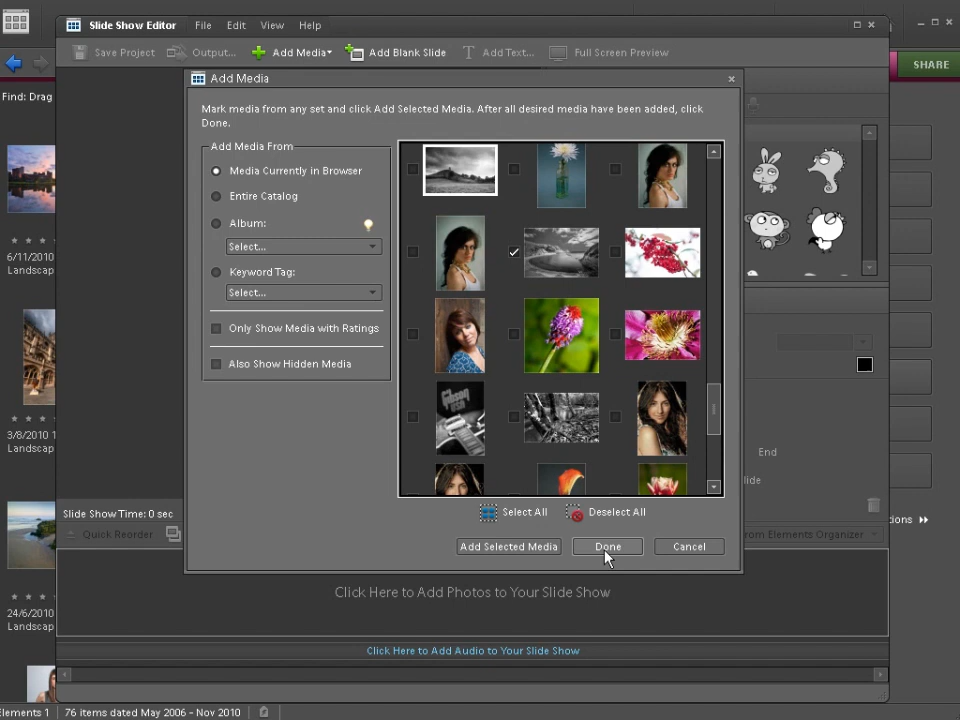 Slide Show Editor File Edit View Help
Save Project Output... Add Media Add Blank Slide Add Text... Full Screen Preview
SHARE
Add Media
Find: Drag
Mark media from any set and click Add Selected Media. After all desired media have been added, click
Done.
Add Media From
Media Currently in Browser
Entire Catalog
Album:
Select...
Keyword Tag:
Select...
Only Show Media with Ratings
Also Show Hidden Media
6/11/2010
Landscap
3/8/2010 1
Landscap
Gibson
USA
End
lide
Select All Deselect All
Slide Show Time: 0 sec
Quick Reorder
Add Selected Media Done Cancel
rom Elements Organizer
ions
Click Here to Add Photos to Your Slide Show
24/6/2010
Landscap
Click Here to Add Audio to Your Slide Show
Elements 1 76 items dated May 2006 - Nov 2010